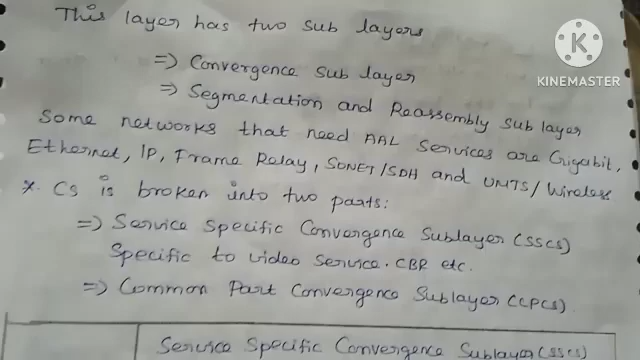 This layer has two sub layers
K
KINEMASTER
=> Convergence sub layer
=> Segmentation and Reassembly sub layer
Some networks that need AAL services are Gigabit,
Ethernet, IP, Frame Relay, SONET/SDH and UMTS/Wireless
*. CS is broken into two parts:
=> Service Specific Convergence Sublayer (SSCS)
Specific to video service. CBR etc.
=> Common Part Convergence Sublayer (CPCS).
Service Specific Convergence Sublayer (SSCS)